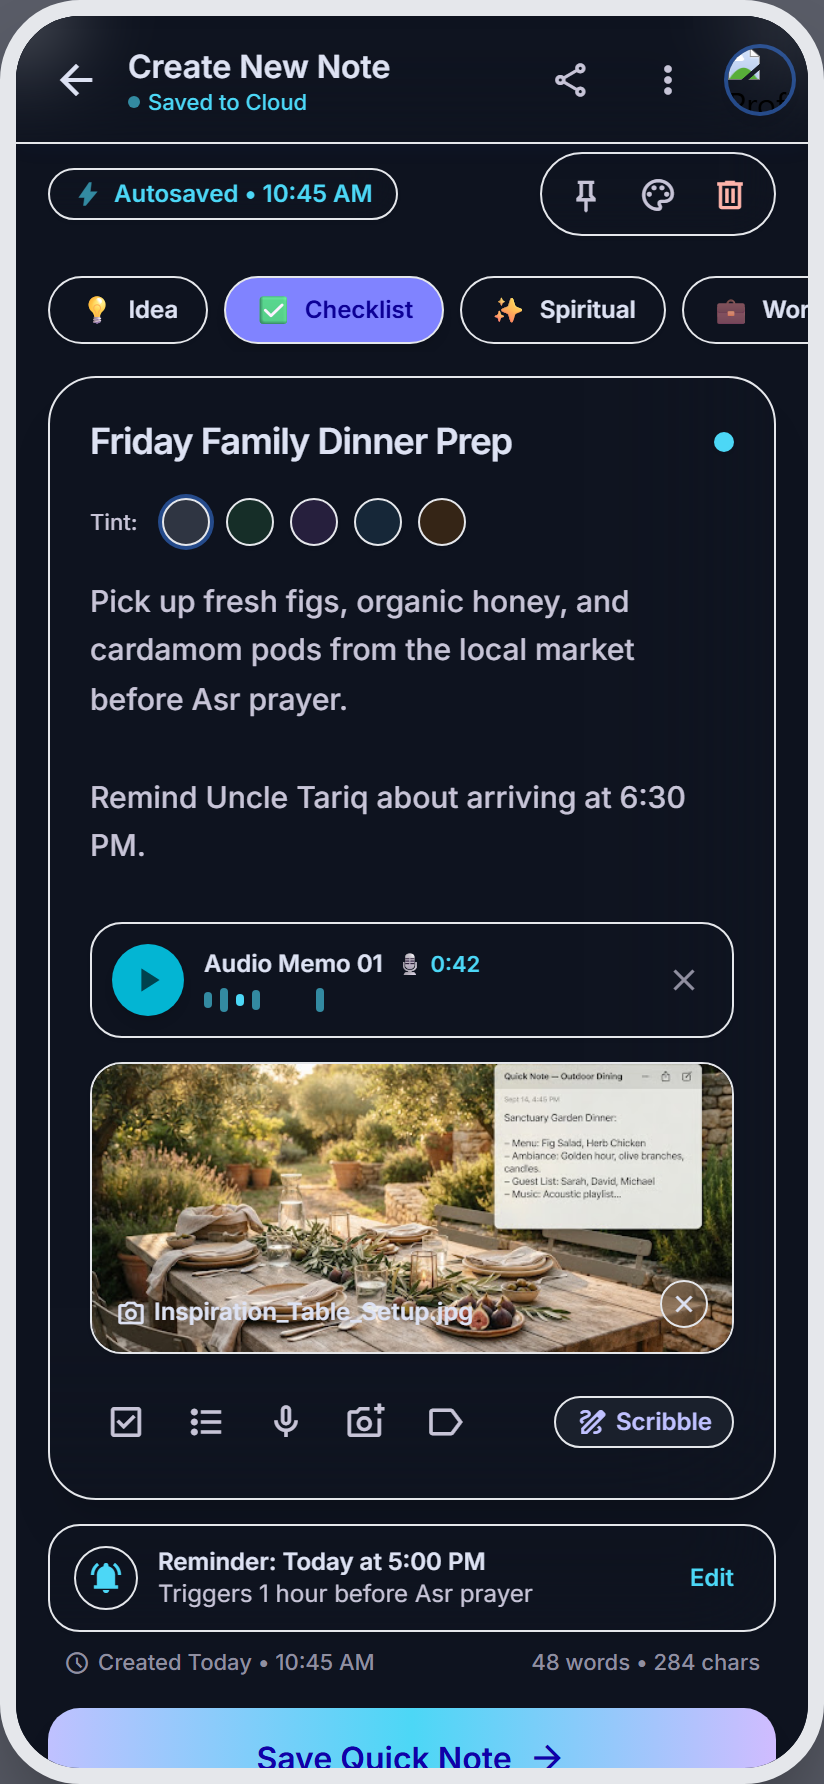 Create New Note
Saved to Cloud
Autosaved • 10:45 AM
Idea
Checklist
Spiritual
Friday Family Dinner Prep
Tint:
Pick up fresh figs, organic honey, and
cardamom pods from the local market
before Asr prayer.
Remind Uncle Tariq about arriving at 6:30
PM.
Audio Memo 01 0:42
Quick Note — Outdoor Dining
Sept 14, 4:45 PM
Sanctuary Garden Dinner:
– Menu: Fig Salad, Herb Chicken
– Ambiance: Golden hour, olive branches,
candles.
– Guest List: Sarah, David, Michael
– Music: Acoustic playlist...
Inspiration_Table_Setup.jpg
Scribble
Reminder: Today at 5:00 PM
Triggers 1 hour before Asr prayer
Edit
Created Today • 10:45 AM
48 words • 284 chars
Save Quick Note →